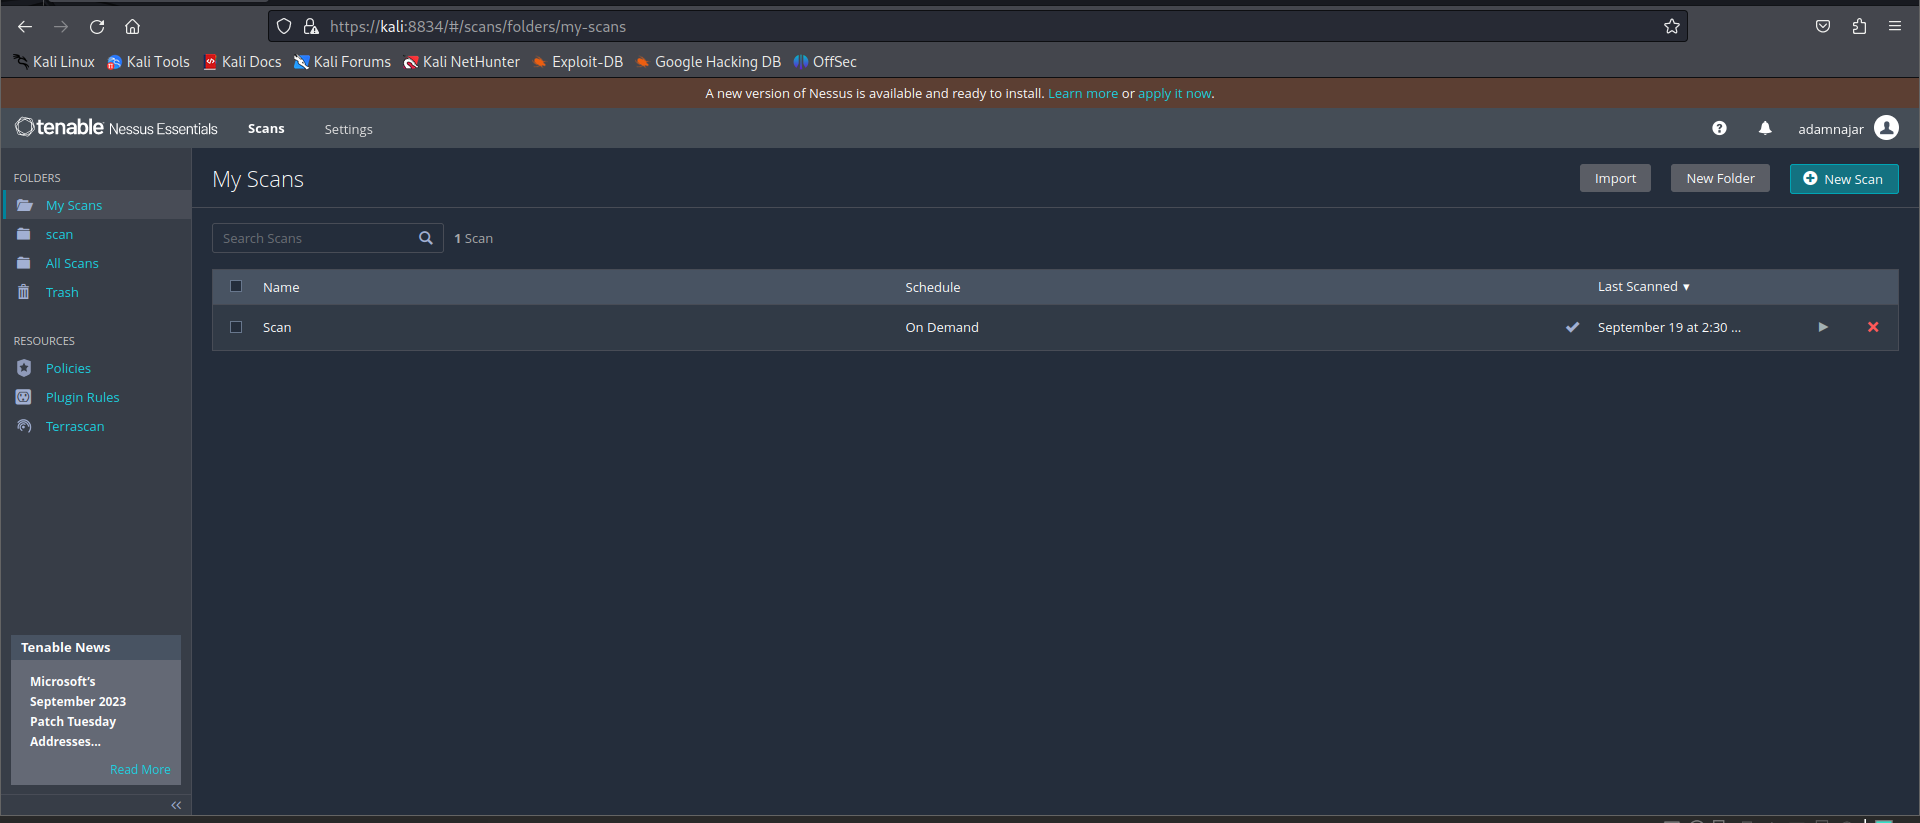 https://kali:8834/#/scans/folders/my-scans
Kali Linux Kali Tools Kali Docs Kali Forums Kali NetHunter Exploit-DB Google Hacking DB OffSec
A new version of Nessus is available and ready to install. Learn more or apply it now.
tenable Nessus Essentials Scans Settings adamnajar
FOLDERS
My Scans
scan
All Scans
Trash
RESOURCES
Policies
Plugin Rules
Terrascan
Tenable News
Microsoft's
September 2023
Patch Tuesday
Addresses...
Read More
My Scans Import New Folder New Scan
Search Scans 1 Scan
Name Schedule Last Scanned
Scan On Demand September 19 at 2:30 ...